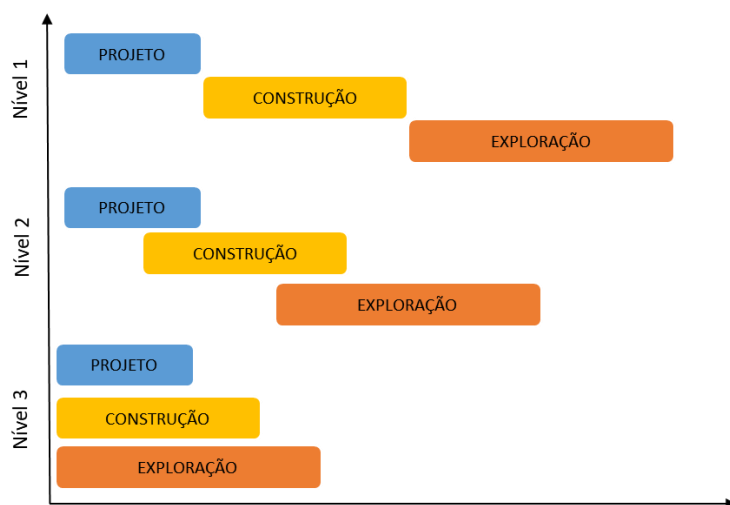 Nível 1
PROJETO
CONSTRUÇÃO
EXPLORAÇÃO
Nível 2
PROJETO
CONSTRUÇÃO
EXPLORAÇÃO
Nível 3
PROJETO
CONSTRUÇÃO
EXPLORAÇÃO